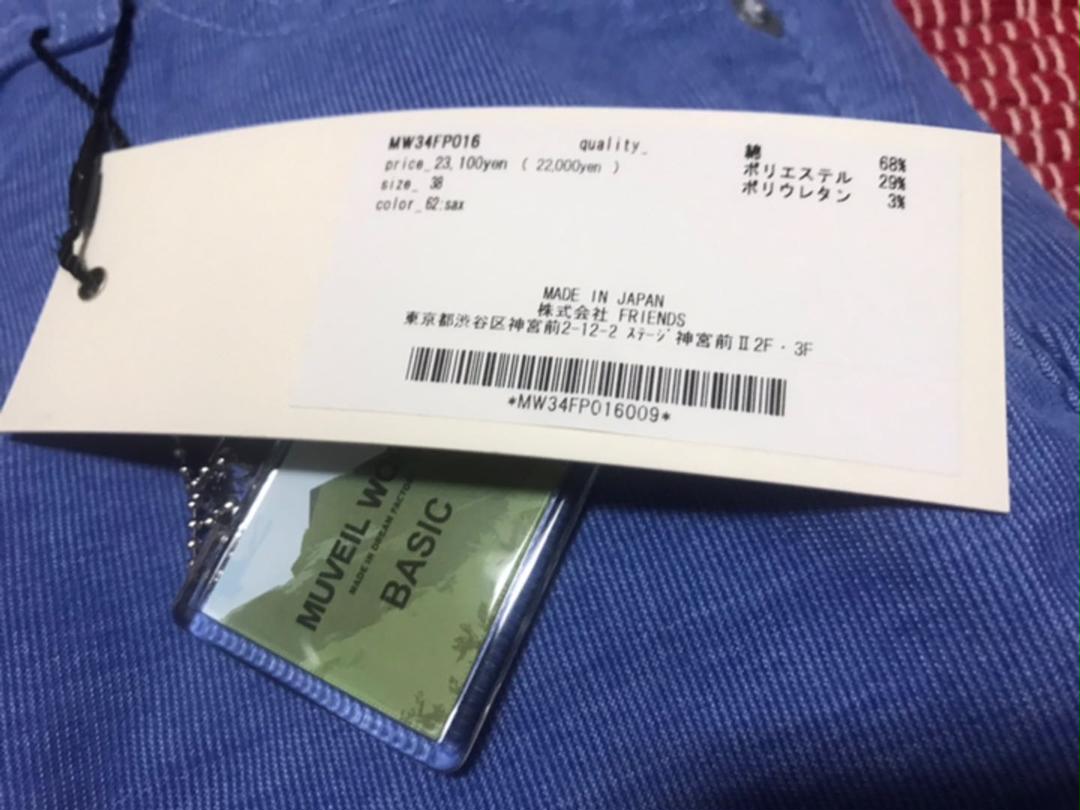 MW34FP016
quality_
price_23,100yen ( 22,000yen )
size_ 38
color_62:sax
綿 68%
ポリエステル 29%
ポリウレタン 3%
MADE IN JAPAN
株式会社 FRIENDS
東京都渋谷区神宮前2-12-2 ｽﾃｰｼﾞ神宮前Ⅱ2F・3F
*MW34FP016009*
MUVEIL WO
MADE IN DREAM FACTO
BASIC